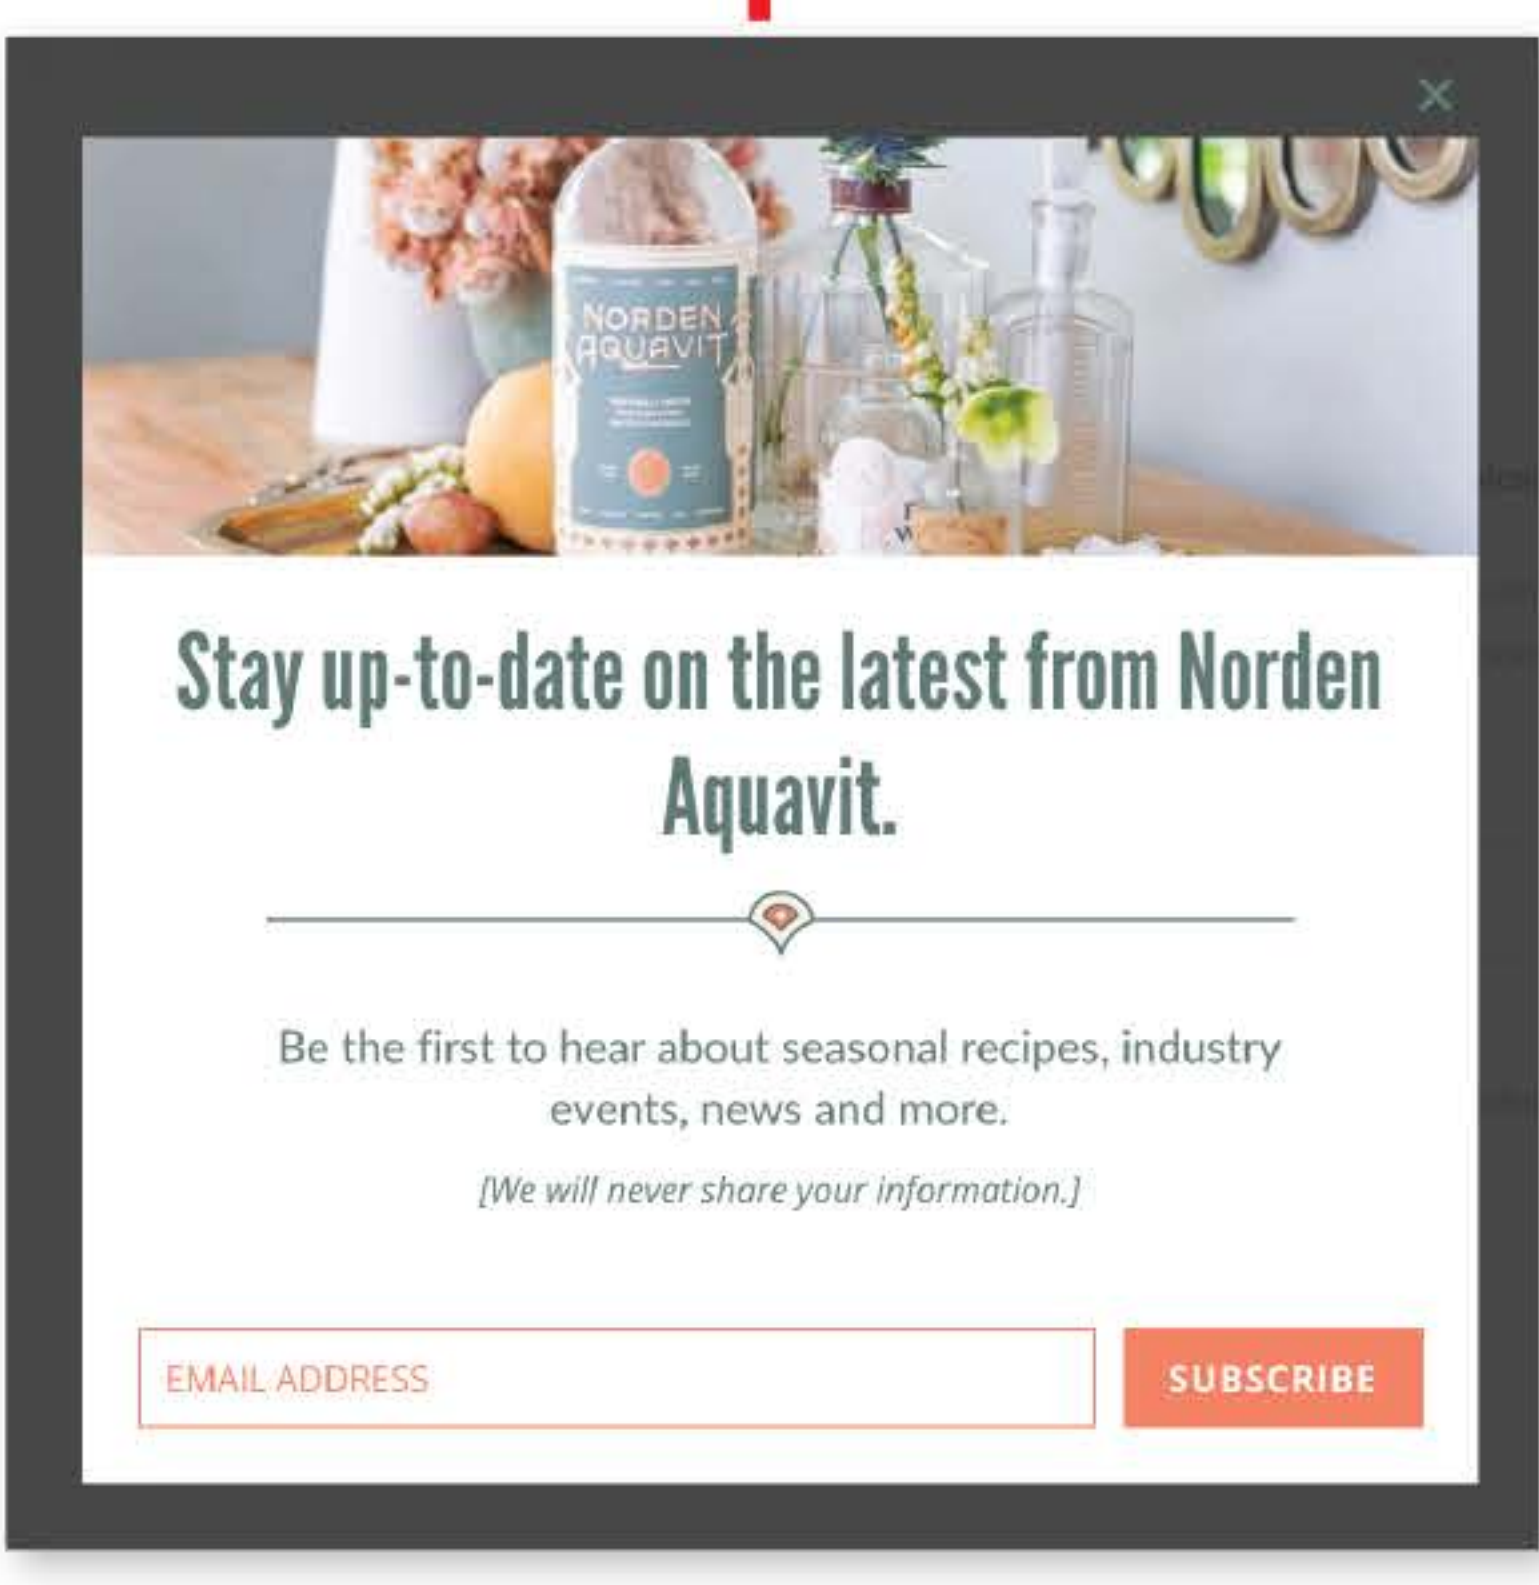 ×
NORDEN
AQUAVIT
Stay up-to-date on the latest from Norden
Aquavit.
Be the first to hear about seasonal recipes, industry
events, news and more.
[We will never share your information.]
EMAIL ADDRESS
SUBSCRIBE